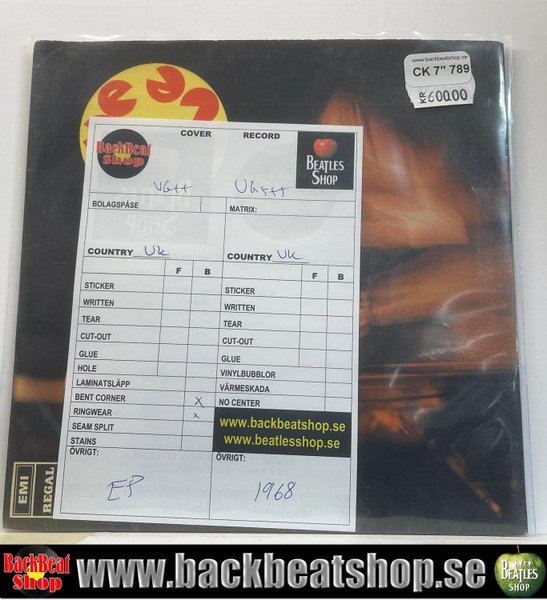 www.backbeatshop.se
CK 7" 789
KR 600.00
COVER RECORD
BackBeat Shop
BEATLES SHOP
VG++ VG+++
BOLAGSPÅSE MATRIX:
COUNTRY UK COUNTRY UK
F B F B
STICKER STICKER
WRITTEN WRITTEN
TEAR TEAR
CUT-OUT CUT-OUT
GLUE GLUE
HOLE VINYLBUBBLOR
LAMINATSLÄPP VÄRMESKADA
BENT CORNER X NO CENTER
RINGWEAR x
SEAM SPLIT
STAINS
www.backbeatshop.se
www.beatlesshop.se
ÖVRIGT: ÖVRIGT:
EP 1968
EMI
REGAL
BackBeat Shop www.backbeatshop.se BEATLES SHOP